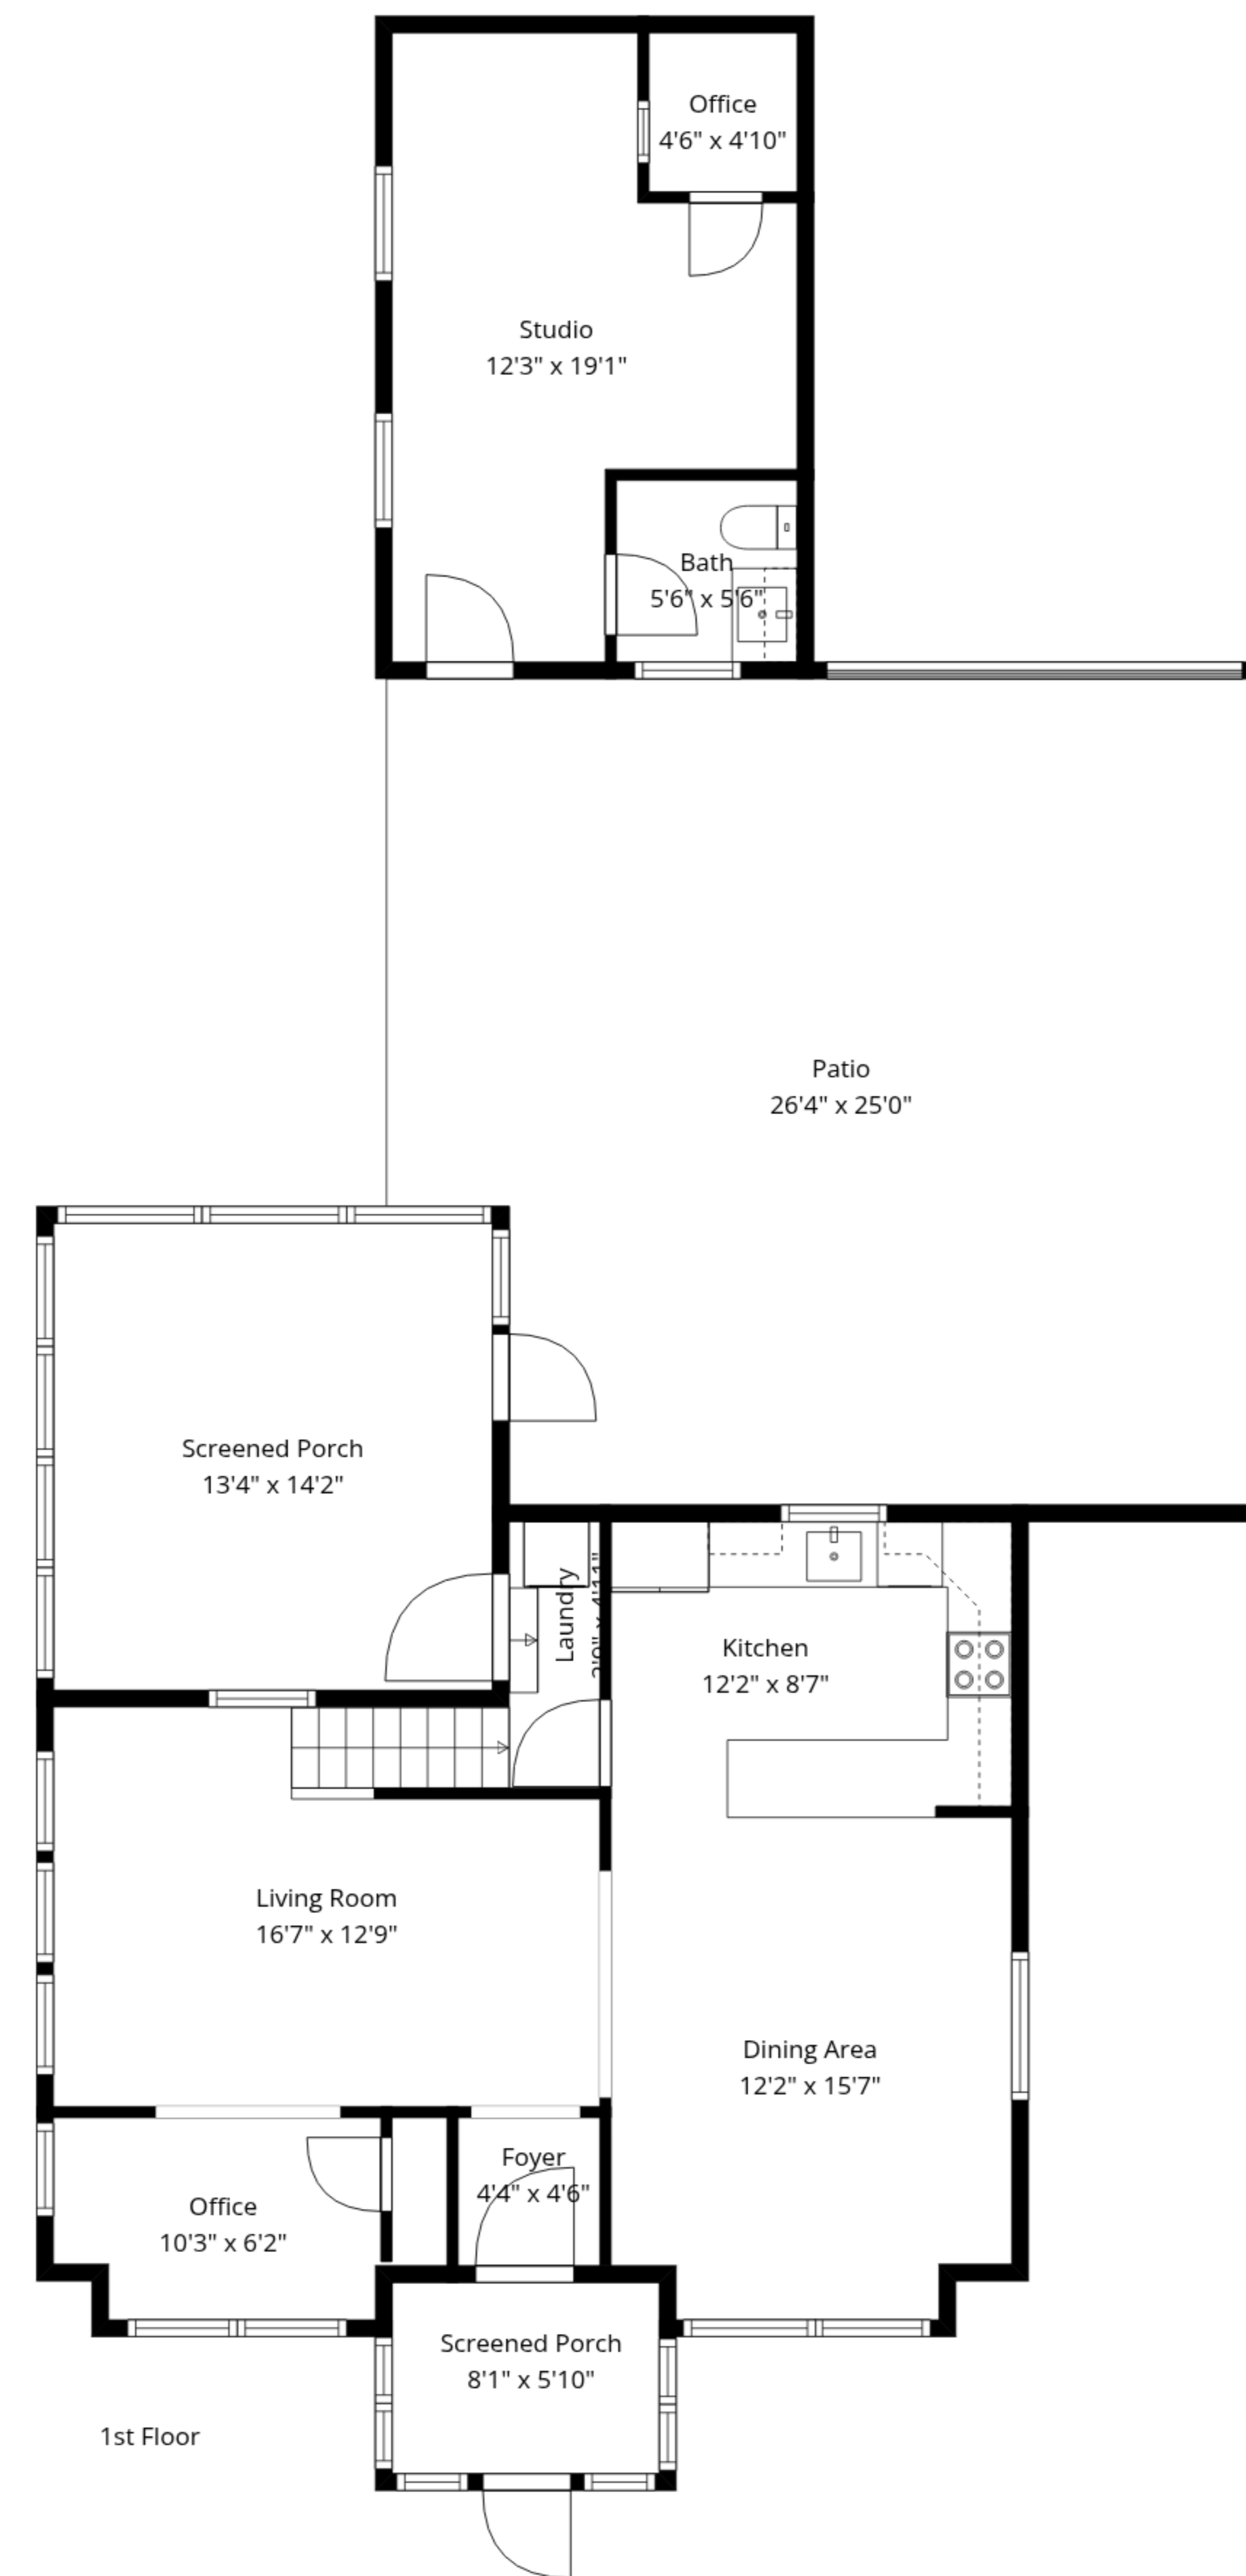 Office
4'6" x 4'10"
Studio
12'3" x 19'1"
Bath
5'6" x 5'6"
Patio
26'4" x 25'0"
Screened Porch
13'4" x 14'2"
Laundry
Kitchen
12'2" x 8'7"
Living Room
16'7" x 12'9"
Dining Area
12'2" x 15'7"
Foyer
4'4" x 4'6"
Office
10'3" x 6'2"
Screened Porch
8'1" x 5'10"
1st Floor